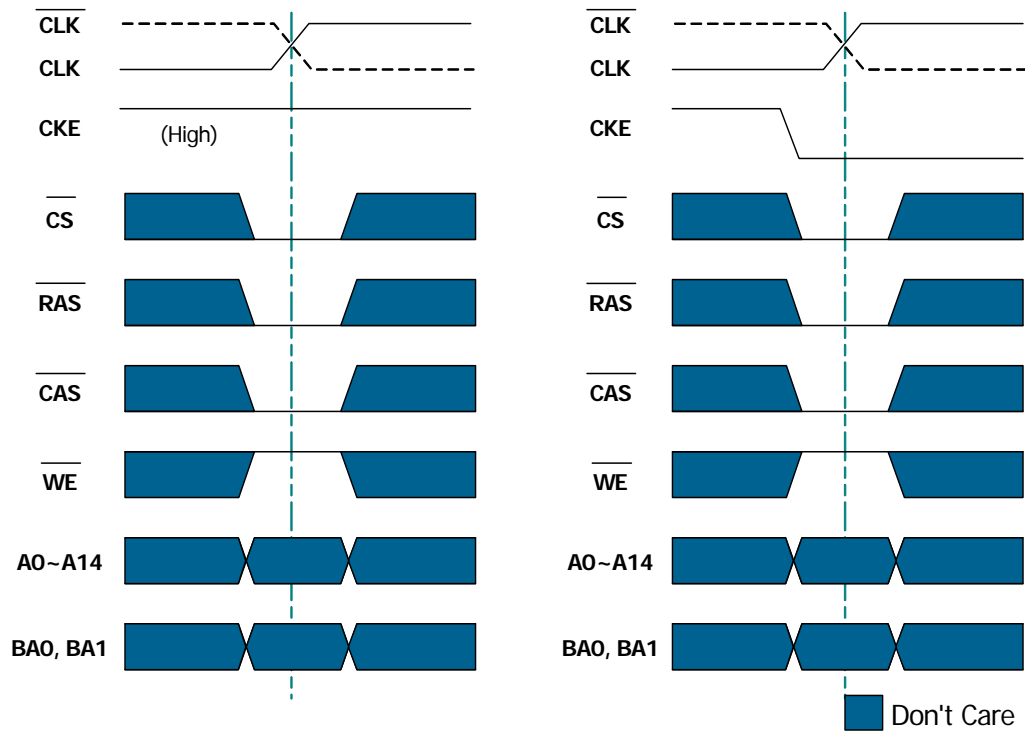 CLK
CLK
CKE
(High)
CS
RAS
CAS
WE
A0~A14
BA0, BA1
CLK
CLK
CKE
CS
RAS
CAS
WE
A0~A14
BA0, BA1
Don't Care